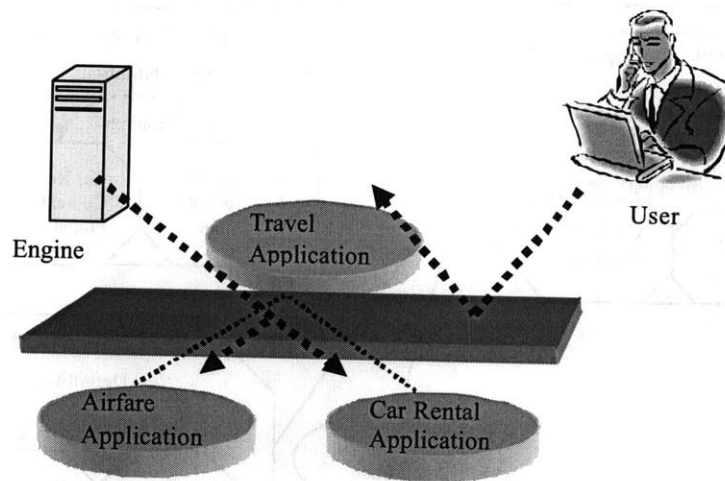 Engine
User
Travel
Application
Airfare
Application
Car Rental
Application